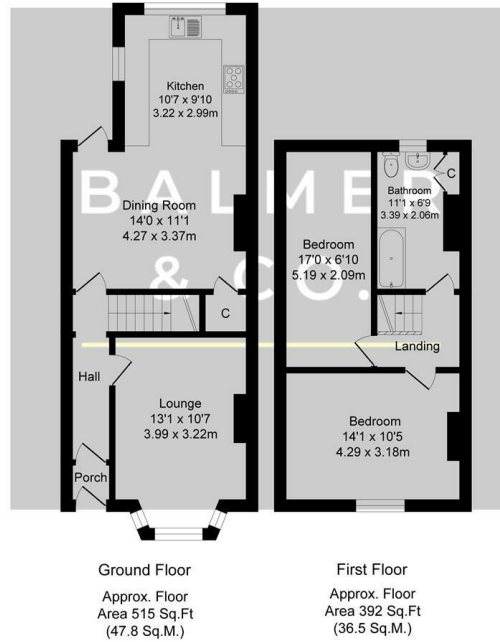 Kitchen
10'7 x 9'10
3.22 x 2.99m
BALMER
& CO.
Dining Room
14'0 x 11'1
4.27 x 3.37m
C
Hall
Lounge
13'1 x 10'7
3.99 x 3.22m
Porch
Bathroom
11'1 x 6'9
3.39 x 2.06m
C
Bedroom
17'0 x 6'10
5.19 x 2.09m
Landing
Bedroom
14'1 x 10'5
4.29 x 3.18m
Ground Floor
Approx. Floor
Area 515 Sq.Ft
(47.8 Sq.M.)
First Floor
Approx. Floor
Area 392 Sq.Ft
(36.5 Sq.M.)